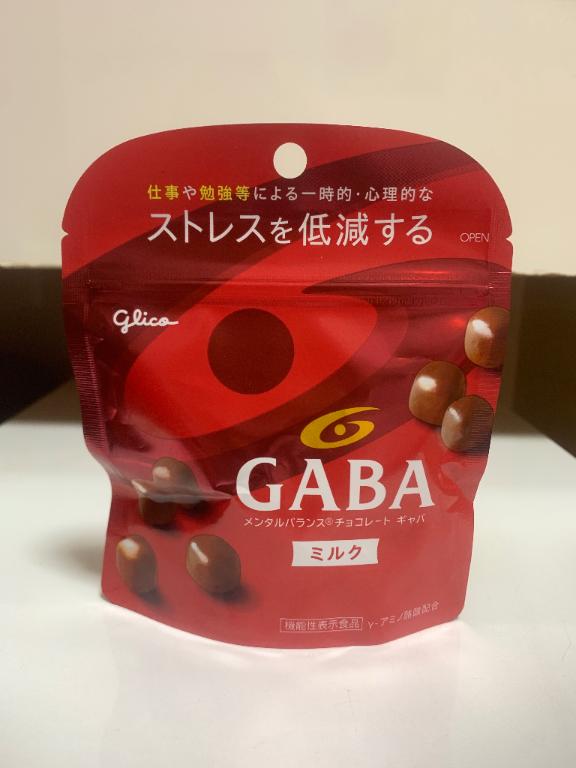 仕事や勉強等による一時的・心理的な
ストレスを低減する
OPEN
Glico
GABA
メンタルバランス®チョコレート ギャバ
ミルク
機能性表示食品 γ-アミノ酪酸配合